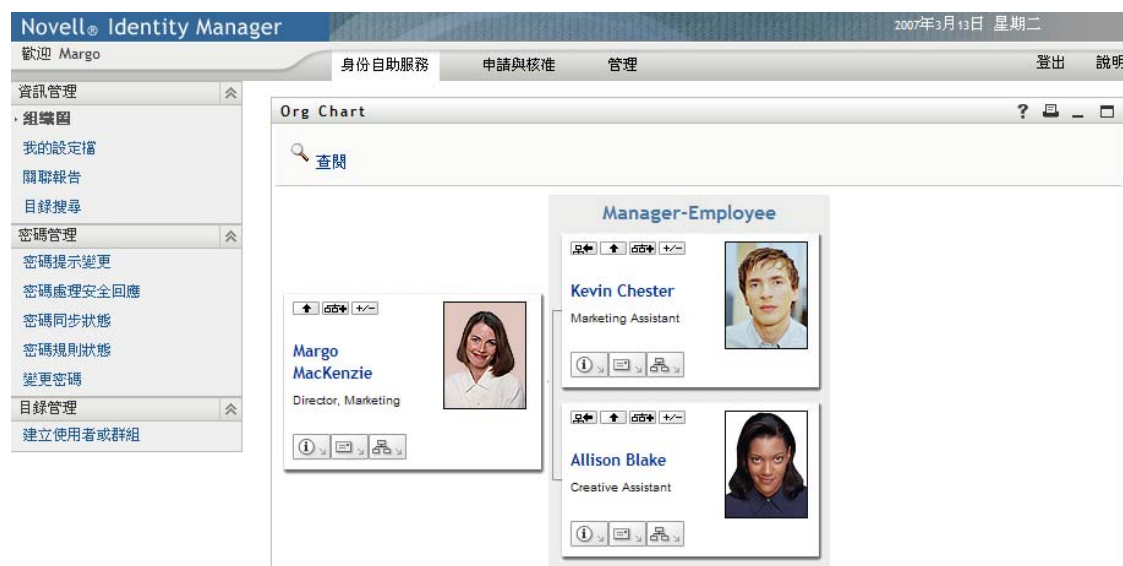 Novell® Identity Manager
2007年3月13日 星期二
歡迎 Margo
身份自助服務
申請與核准
管理
登出
說明
資訊管理
組織圖
我的設定檔
關聯報告
目錄搜尋
密碼管理
密碼提示變更
密碼處理安全回應
密碼同步狀態
密碼規則狀態
變更密碼
目錄管理
建立使用者或群組
Org Chart
?
查閱
Margo
MacKenzie
Director, Marketing
Manager-Employee
Kevin Chester
Marketing Assistant
Allison Blake
Creative Assistant